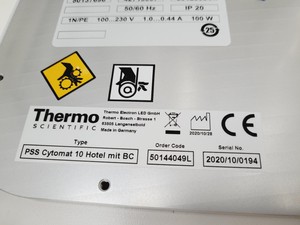 50/60 Hz
IP 20
1N/PE 100...230 V 1.0...0.44 A 100 W
25
Thermo
SCIENTIFIC
Thermo Electron LED GmbH
Robert - Bosch - Strasse 1
63505 Langenselbold
Made in Germany
2020/10/28
CE
Type
Order Code
Serial No.
PSS Cytomat 10 Hotel mit BC
50144049L
2020/10/0194